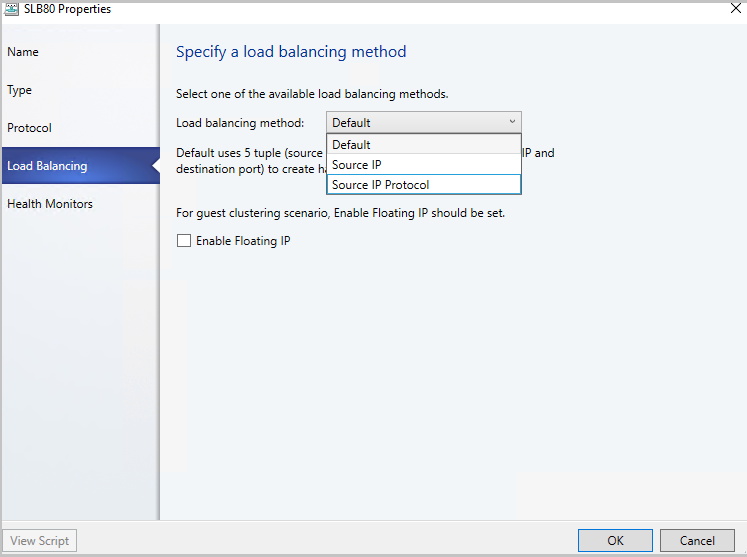 SLB80 Properties
Name
Type
Protocol
Load Balancing
Health Monitors
Specify a load balancing method
Select one of the available load balancing methods.
Load balancing method: Default
Default
Source IP
Source IP Protocol
Default uses 5 tuple (source IP and
destination port) to create
For guest clustering scenario, Enable Floating IP should be set.
Enable Floating IP
View Script
OK
Cancel